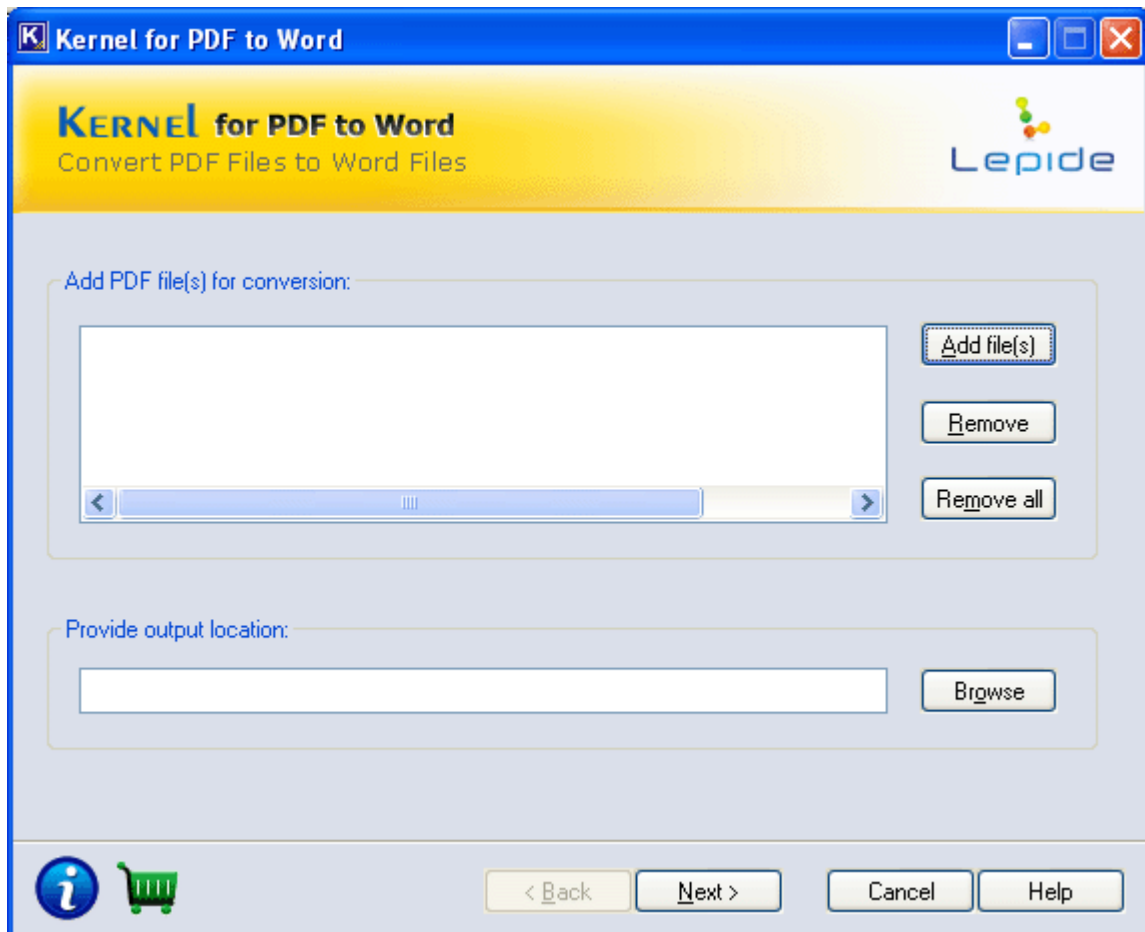 Kernel for PDF to Word
KERNEL for PDF to Word
Convert PDF Files to Word Files
Lepide
Add PDF file(s) for conversion:
Add file(s)
Remove
Remove all
Provide output location:
Browse
< Back
Next >
Cancel
Help